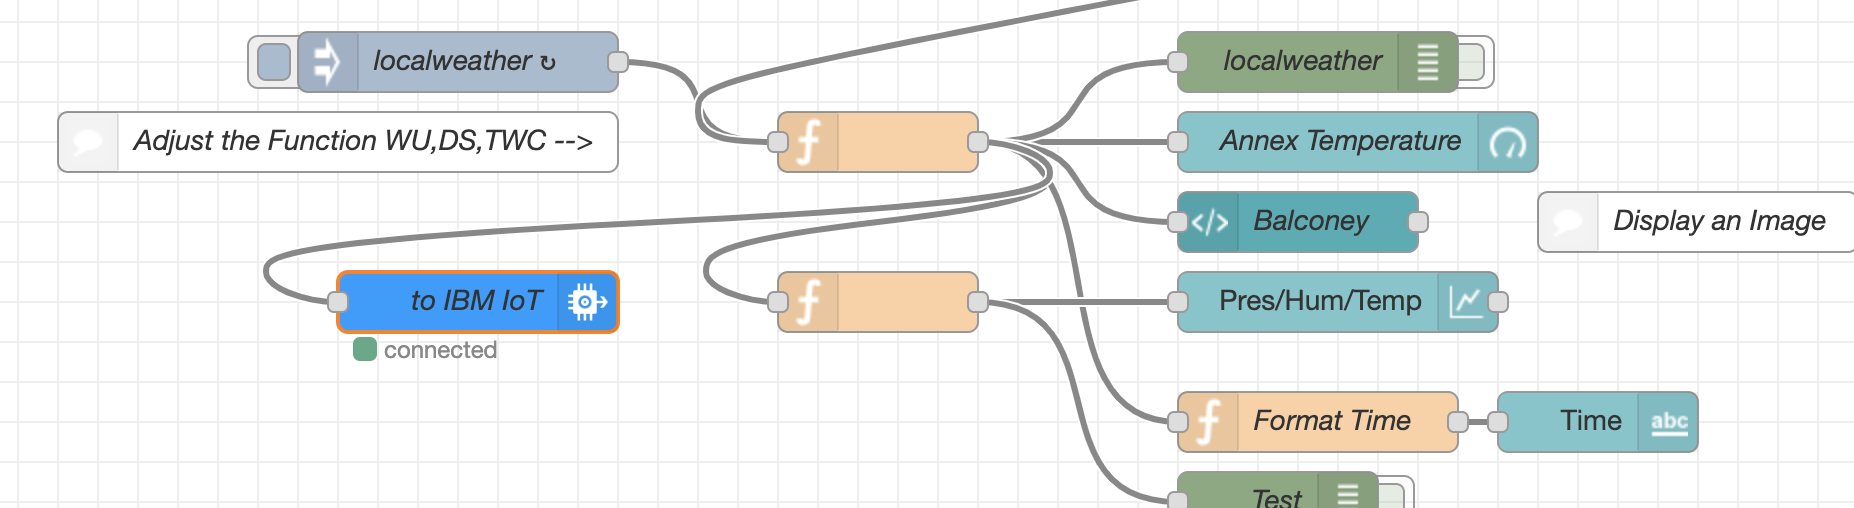 localweather ↻
localweather
Adjust the Function WU,DS,TWC -->
Annex Temperature
</> Balconey
Display an Image
to IBM IoT
Pres/Hum/Temp
connected
Format Time
Time abc
Test